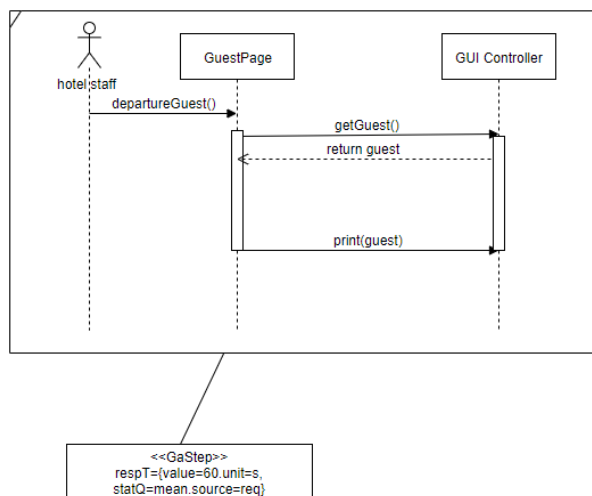 GuestPage
GUI Controller
hotel staff
departureGuest()
getGuest()
return guest
print(guest)
<<GaStep>>
respT={value=60.unit=s,
statQ=mean.source=req}